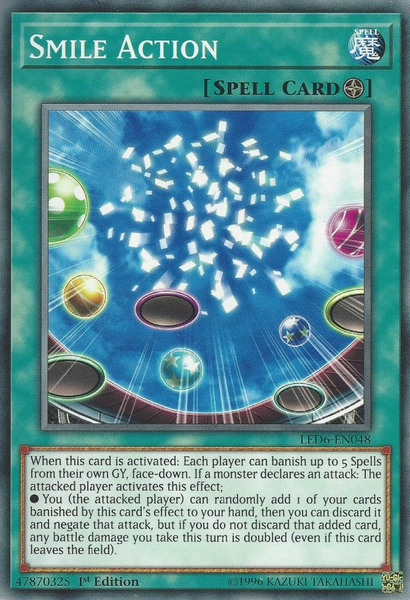 Smile Action
SPELL
魔
[Spell Card]
LED6-EN048
When this card is activated: Each player can banish up to 5 Spells
from their own GY, face-down. If a monster declares an attack: The
attacked player activates this effect;
●You (the attacked player) can randomly add 1 of your cards
banished by this card's effect to your hand, then you can discard it
and negate that attack, but if you do not discard that added card,
any battle damage you take this turn is doubled (even if this card
leaves the field).
47870325 1st Edition ©1996 KAZUKI TAKAHASHI